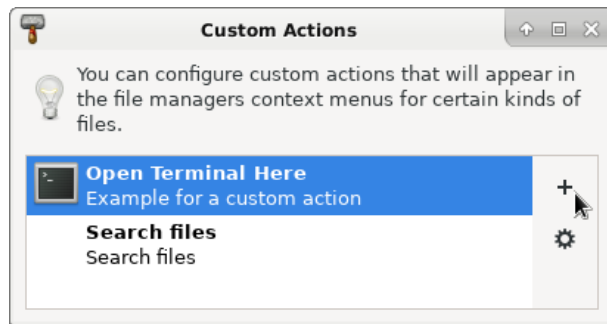 Custom Actions
You can configure custom actions that will appear in
the file managers context menus for certain kinds of
files.
Open Terminal Here
Example for a custom action
Search files
Search files